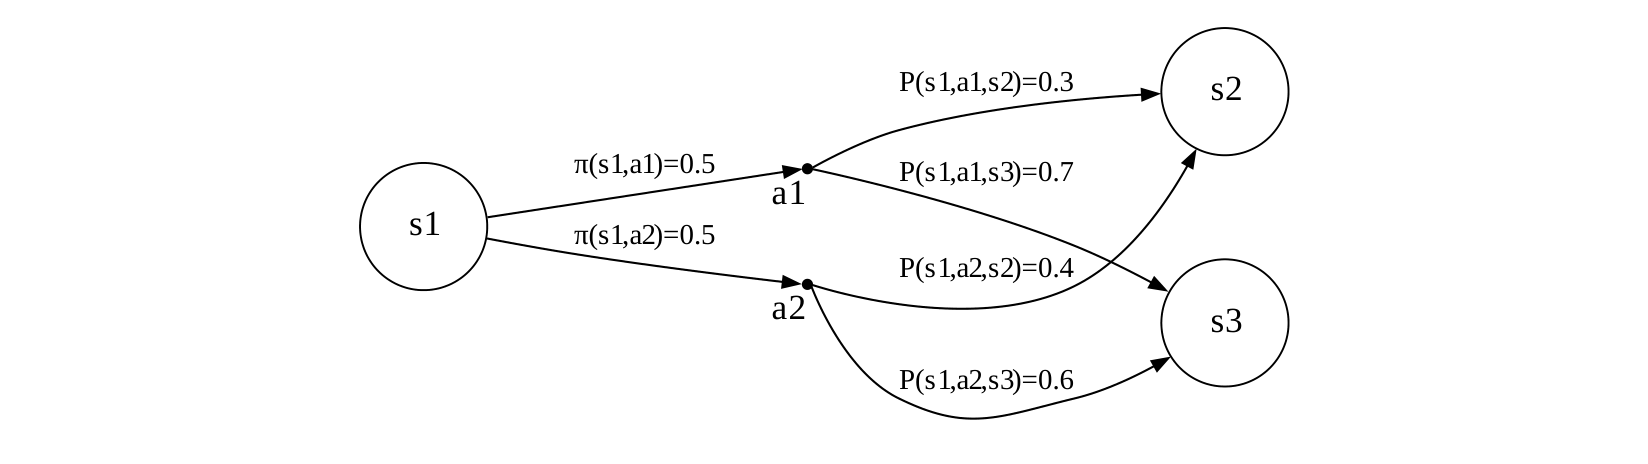 s1
π(s1,a1)=0.5
π(s1,a2)=0.5
a1
a2
P(s1,a1,s2)=0.3
P(s1,a1,s3)=0.7
P(s1,a2,s2)=0.4
P(s1,a2,s3)=0.6
s2
s3